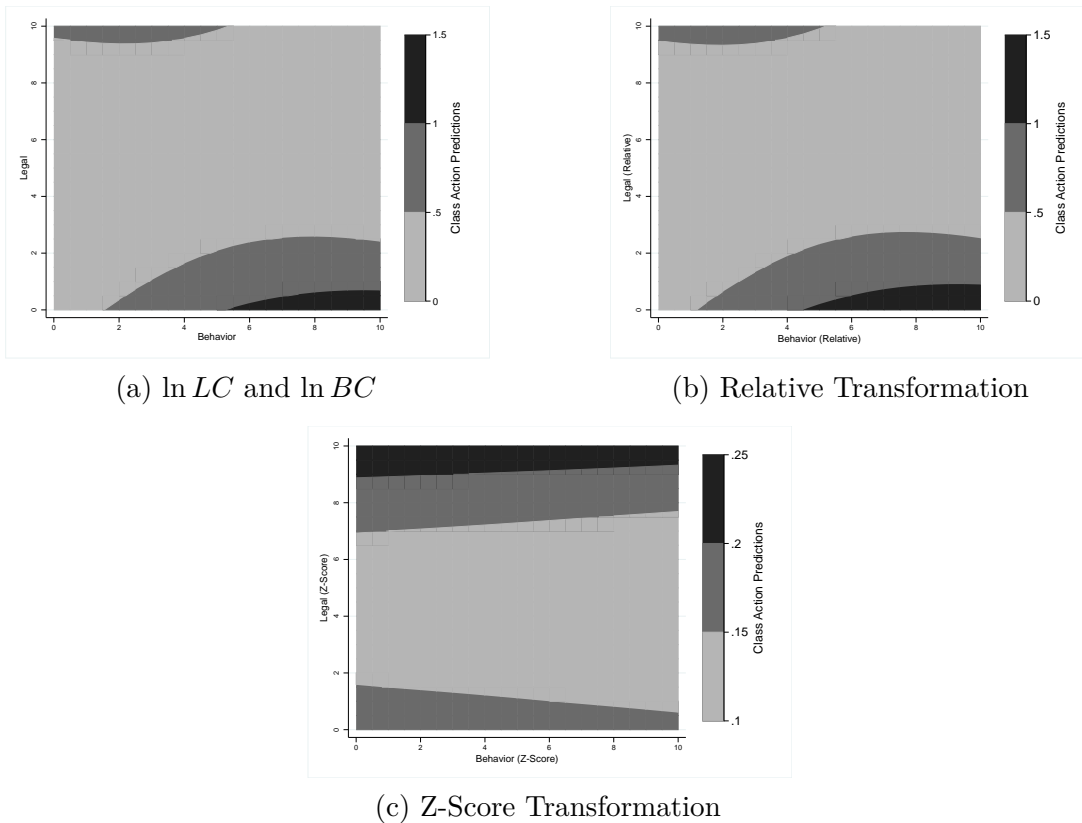 10
8
6
4
2
0
Legal
0 2 4 6 8 10
Behavior
1.5
1
.5
0
Class Action Predictions
(a) ln LC and ln BC
10
8
6
4
2
0
Legal (Relative)
0 2 4 6 8 10
Behavior (Relative)
1.5
1
.5
0
Class Action Predictions
(b) Relative Transformation
10
8
6
4
2
0
Legal (Z-Score)
0 2 4 6 8 10
Behavior (Z-Score)
.25
.2
.15
.1
Class Action Predictions
(c) Z-Score Transformation